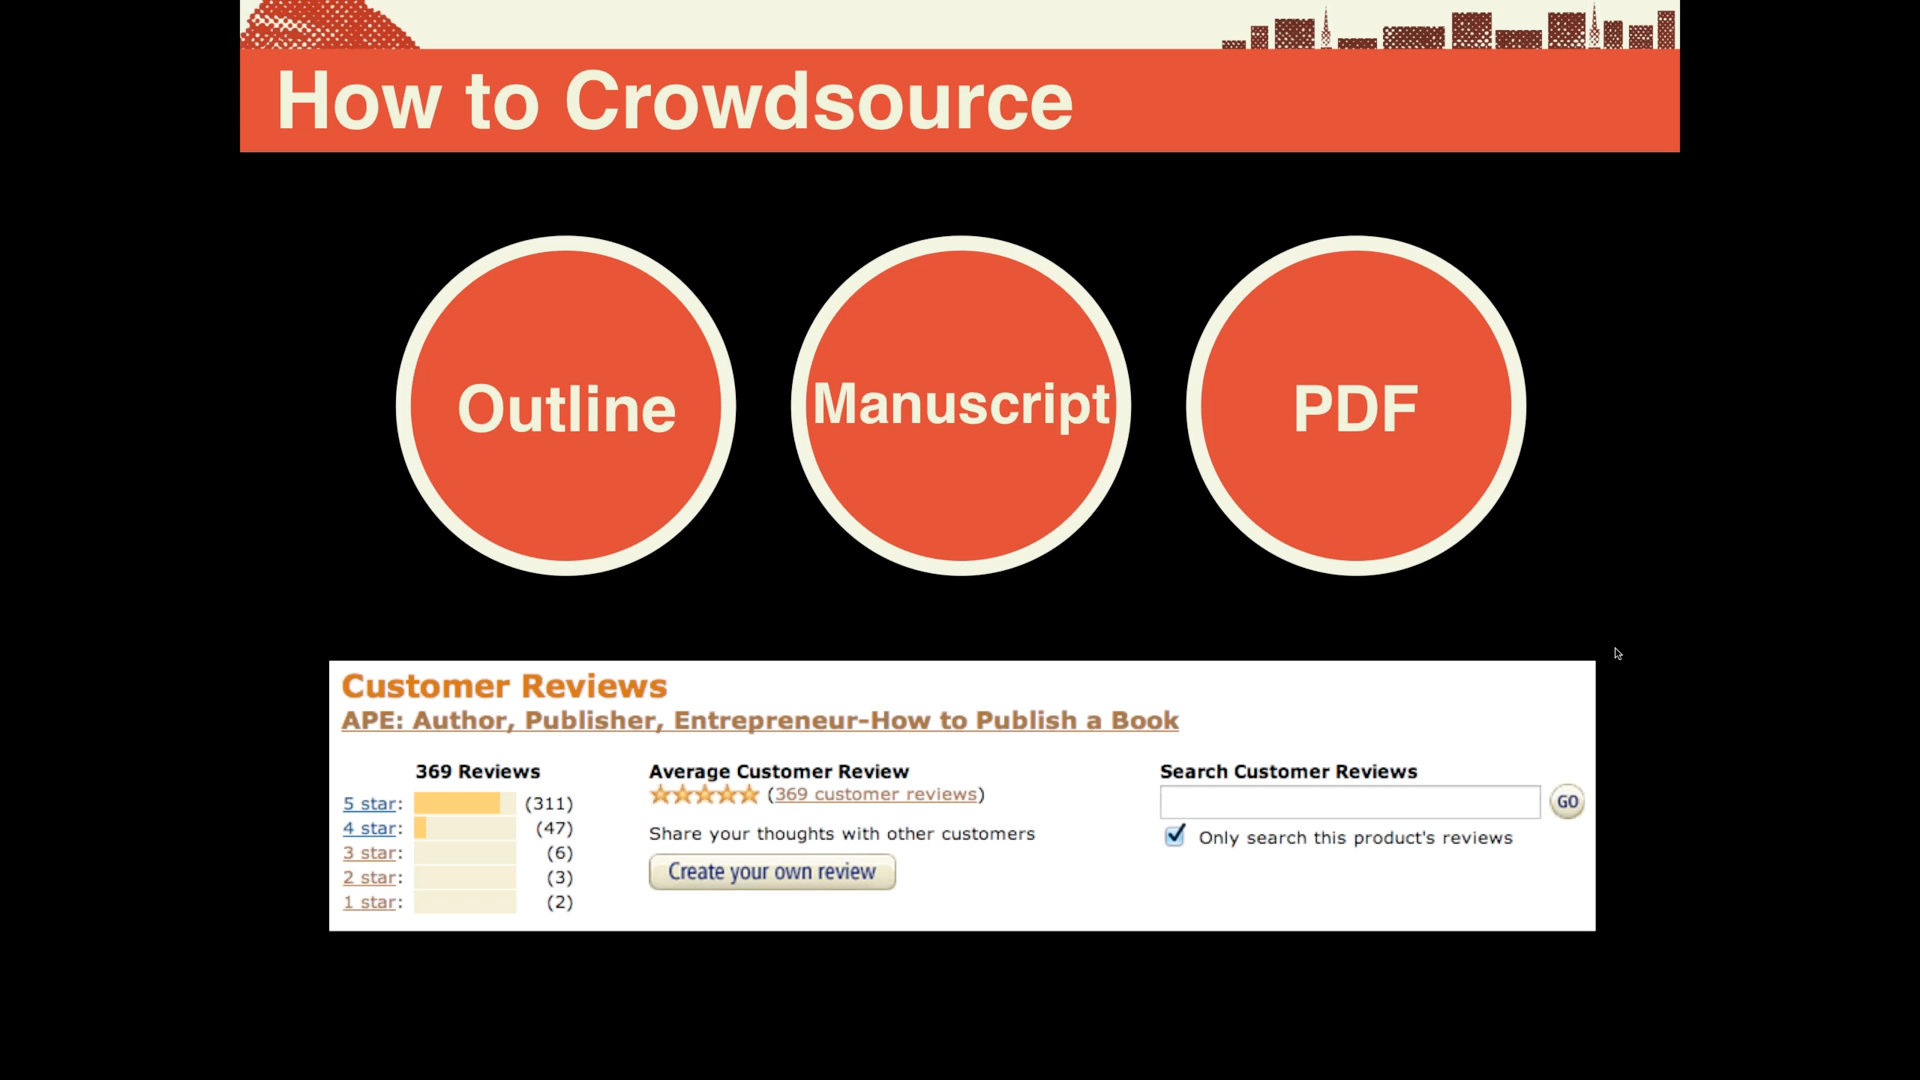 How to Crowdsource
Outline
Manuscript
PDF
Customer Reviews
APE: Author, Publisher, Entrepreneur-How to Publish a Book
369 Reviews
5 star: (311)
4 star: (47)
3 star: (6)
2 star: (3)
1 star: (2)
Average Customer Review
(369 customer reviews)
Share your thoughts with other customers
Create your own review
Search Customer Reviews
GO
Only search this product's reviews